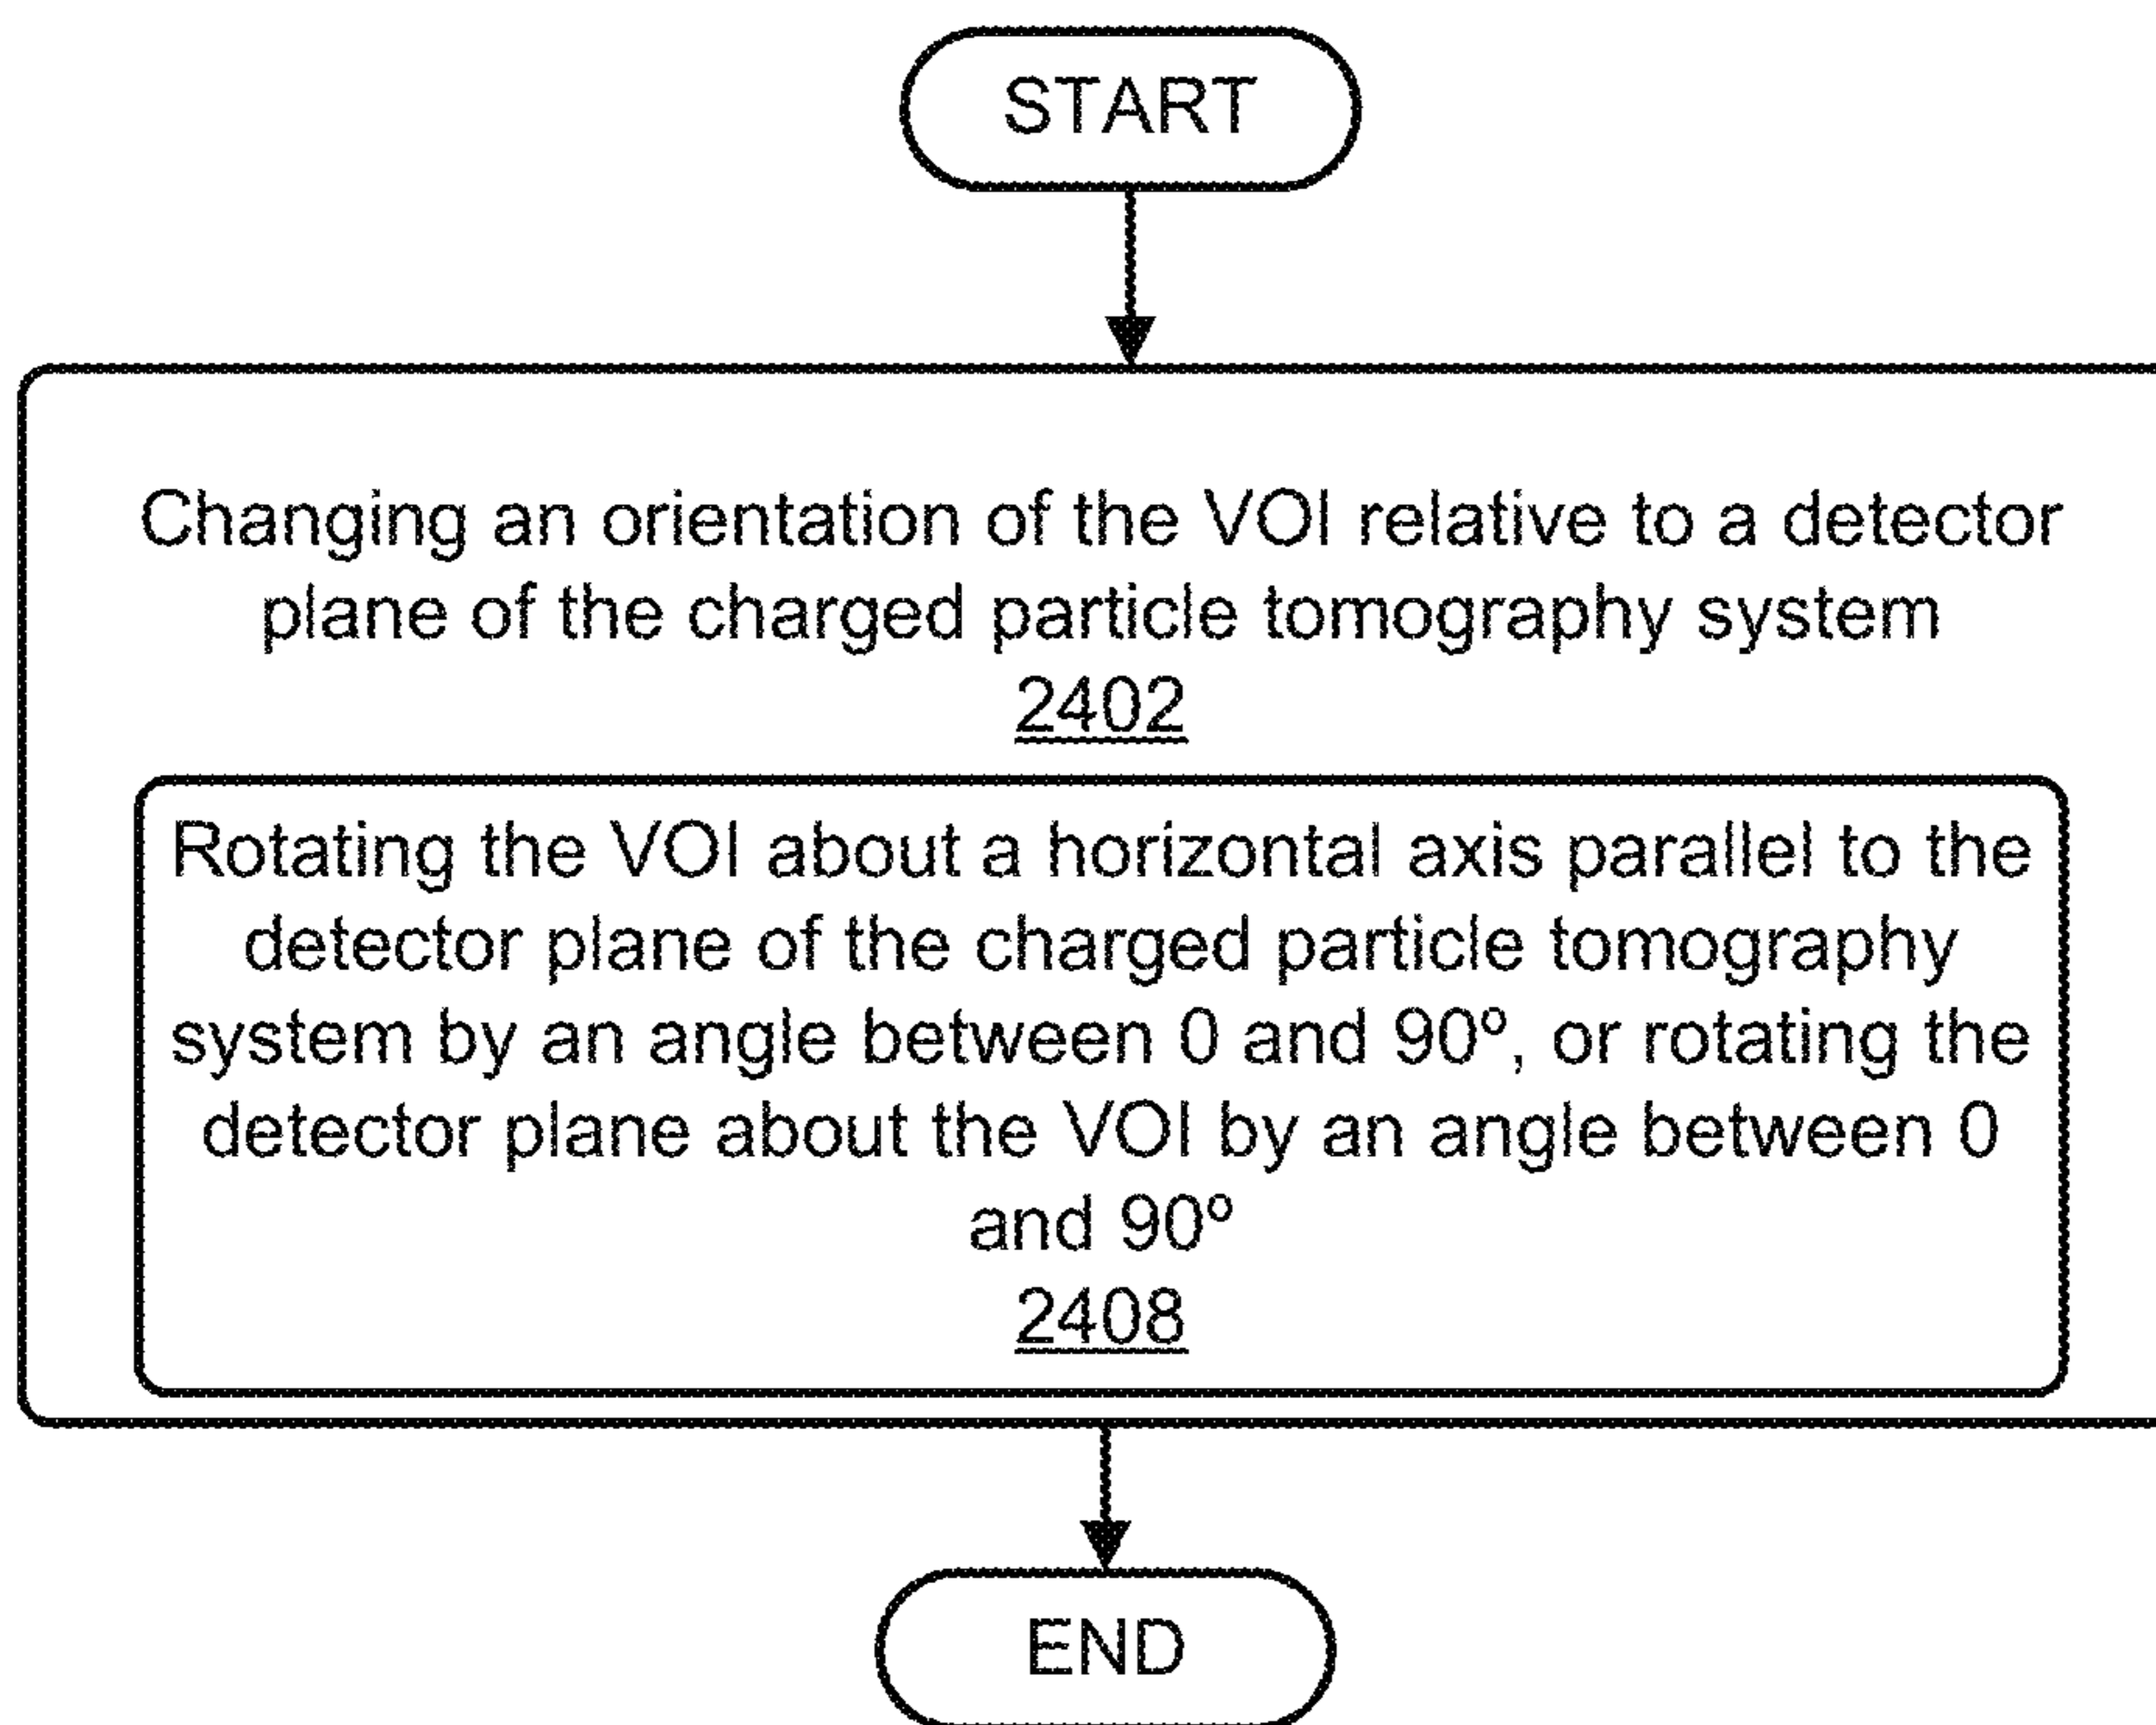 START
Changing an orientation of the VOI relative to a detector
plane of the charged particle tomography system
2402
Rotating the VOI about a horizontal axis parallel to the
detector plane of the charged particle tomography
system by an angle between 0 and 90º, or rotating the
detector plane about the VOI by an angle between 0
and 90º
2408
END